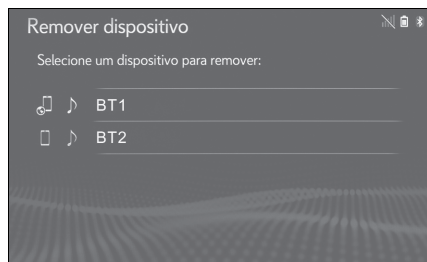 Remover dispositivo
Selecione um dispositivo para remover:
BT1
BT2